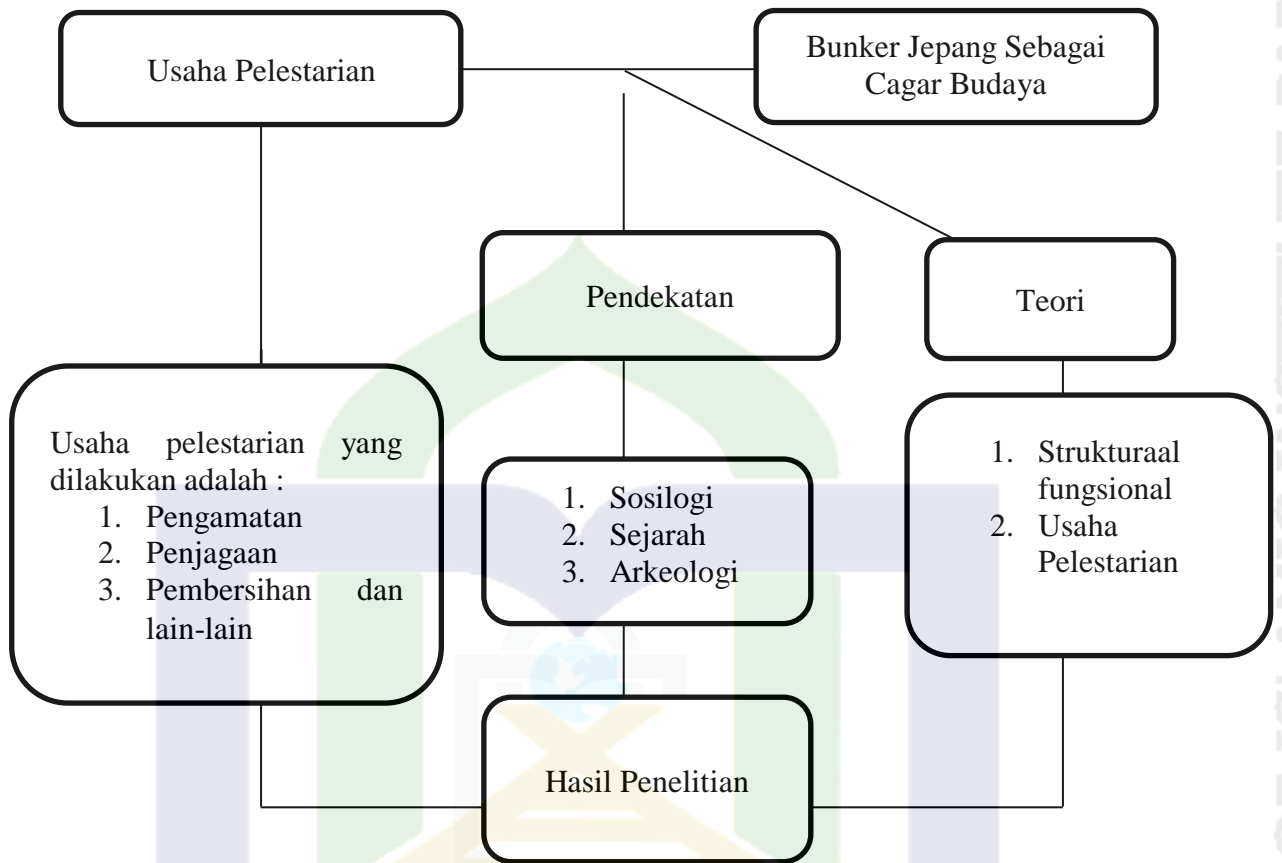 Usaha Pelestarian
Bunker Jepang Sebagai
Cagar Budaya
Pendekatan
Teori
Usaha pelestarian yang
dilakukan adalah :
1. Pengamatan
2. Penjagaan
3. Pembersihan dan
lain-lain
1. Sosilogi
2. Sejarah
3. Arkeologi
1. Strukturaal
fungsional
2. Usaha
Pelestarian
Hasil Penelitian